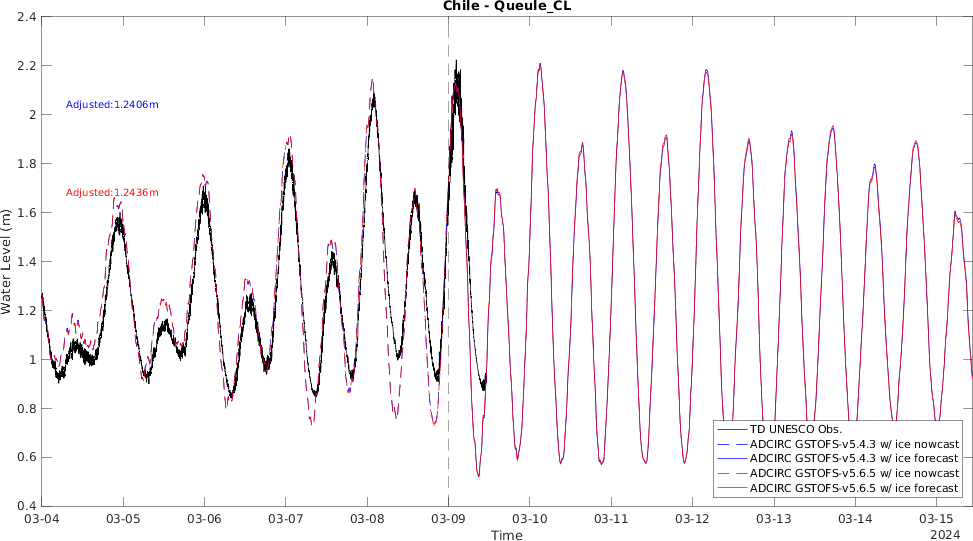 Chile - Queule_CL
2.4
2.2
2
1.8
1.6
1.4
1.2
1
0.8
0.6
0.4
Water Level (m)
Adjusted:1.2406m
Adjusted:1.2436m
TD UNESCO Obs.
ADCIRC GSTOFS-v5.4.3 w/ ice nowcast
ADCIRC GSTOFS-v5.4.3 w/ ice forecast
ADCIRC GSTOFS-v5.6.5 w/ ice nowcast
ADCIRC GSTOFS-v5.6.5 w/ ice forecast
03-04 03-05 03-06 03-07 03-08 03-09 03-10 03-11 03-12 03-13 03-14 03-15
2024
Time